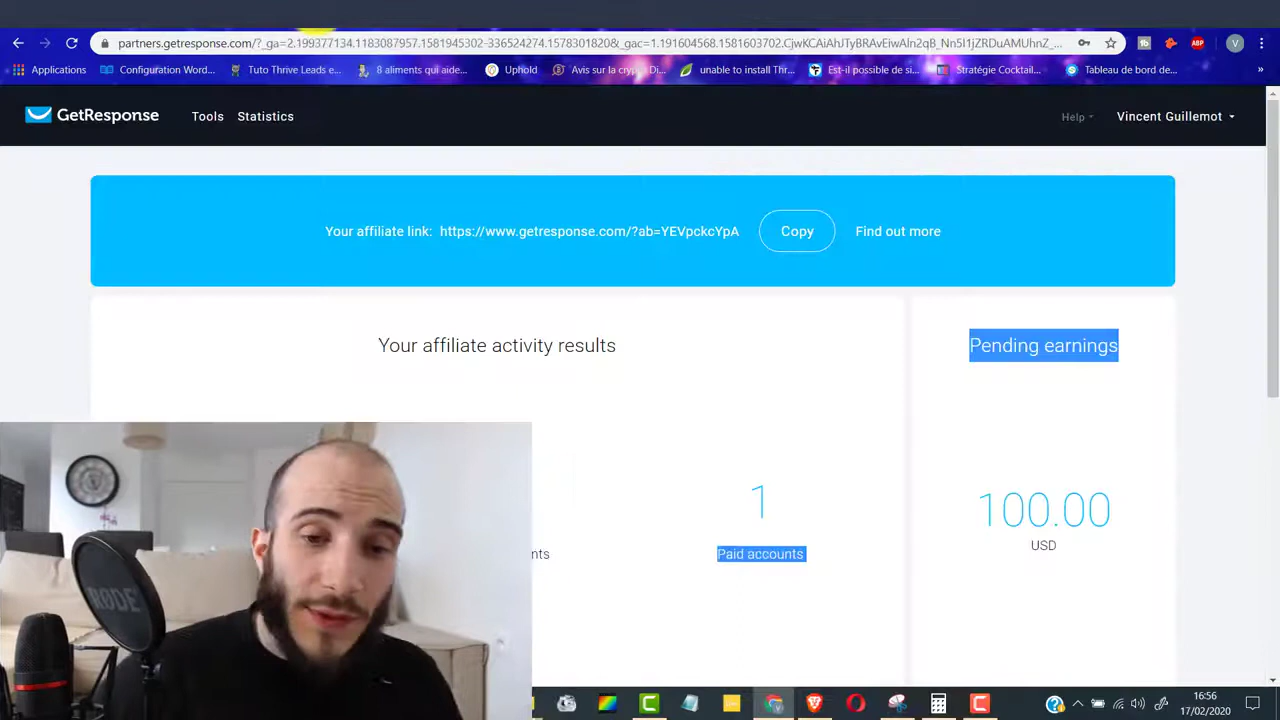 partners.getresponse.com/?_ga=2.199377134.1183087957.1581945302-336524274.1578301820&_gac=1.191604568.1581603702.CjwKCAiAhJTyBRAvEiwAln2qB_Nn5I1jZRDuAMUhnZ_...
ABP
V
Applications
Configuration Word...
Tuto Thrive Leads e...
8 aliments qui aide...
Uphold
Avis sur la crypto Di...
unable to install Thr...
Est-il possible de si...
Stratégie Cocktail...
Tableau de bord de...
»
GetResponse
Tools
Statistics
Help
Vincent Guillemot
Your affiliate link: https://www.getresponse.com/?ab=YEVpckcYpA
Copy
Find out more
Your affiliate activity results
Pending earnings
1
100.00
USD
nts
Paid accounts
RØDE
16:56
17/02/2020